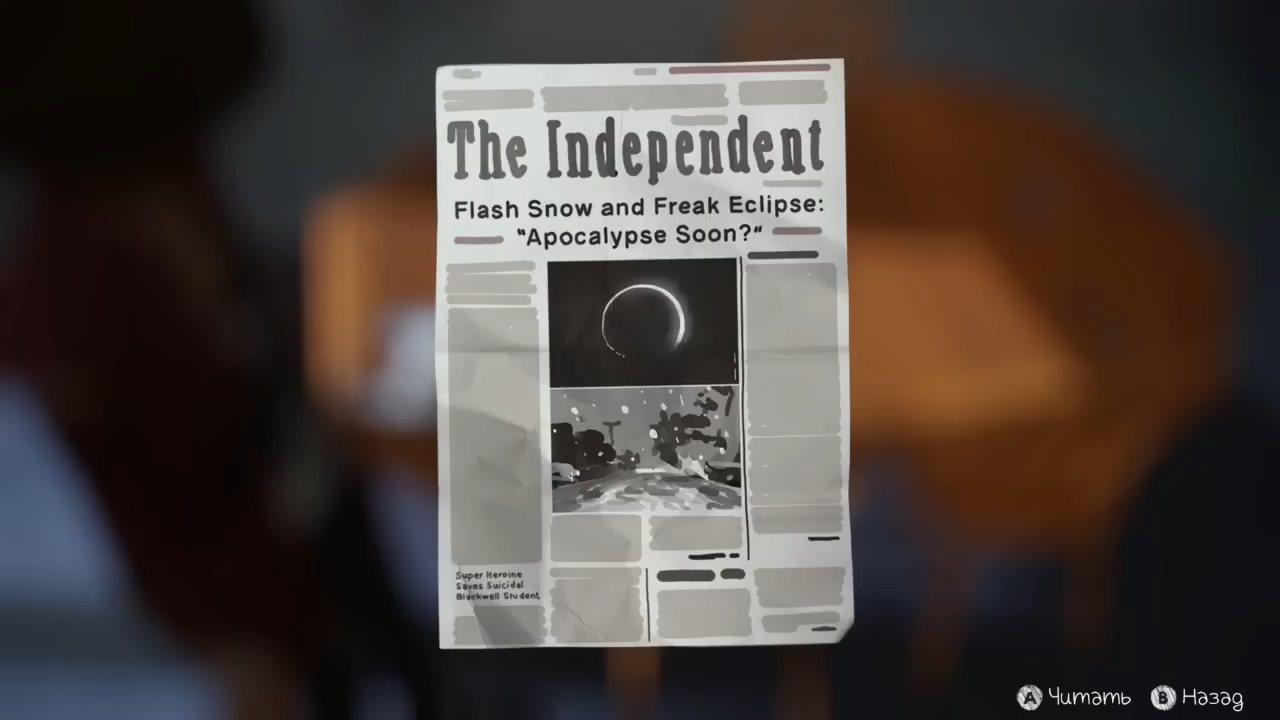 The Independent
Flash Snow and Freak Eclipse:
"Apocalypse Soon?"
Super Heroine
Saves Suicidal
Blackwell Student
A Читать B Назад